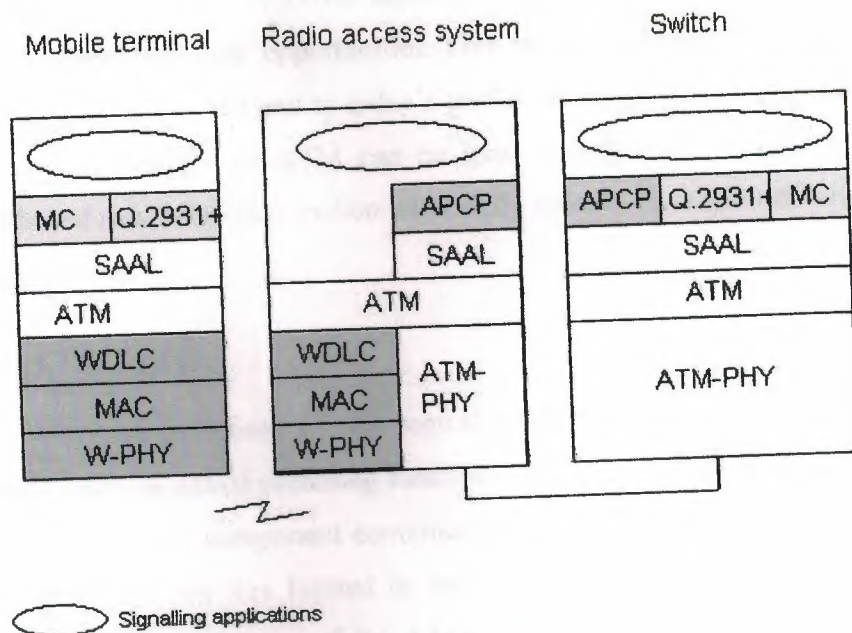 Mobile terminal
Radio access system
Switch
MC
Q.2931+
SAAL
ATM
WDLC
MAC
W-PHY
APCP
SAAL
ATM
WDLC
MAC
W-PHY
ATM-
PHY
APCP
Q.2931+
MC
SAAL
ATM
ATM-PHY
Signalling applications